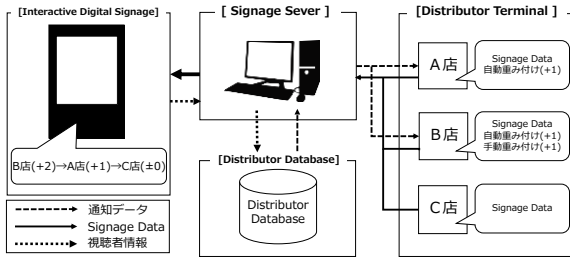 [Interactive Digital Signage]
B店(+2)→A店(+1)→C店(±0)
通知データ
Signage Data
視聴者情報
[ Signage Sever ]
[Distributor Database]
Distributor
Database
[Distributor Terminal ]
A店
Signage Data
自動重み付け(+1)
B店
Signage Data
自動重み付け(+1)
手動重み付け(+1)
C店
Signage Data